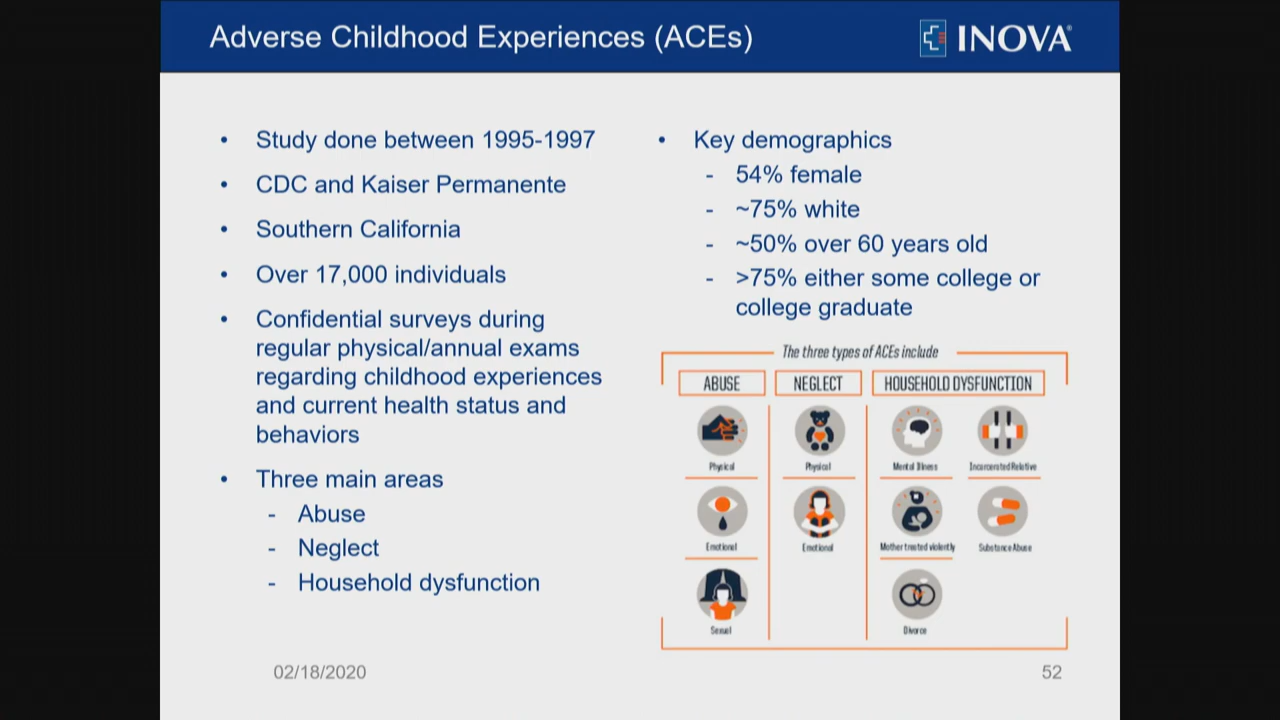 Adverse Childhood Experiences (ACEs)
INOVA®
• Study done between 1995-1997
• CDC and Kaiser Permanente
• Southern California
• Over 17,000 individuals
• Confidential surveys during
regular physical/annual exams
regarding childhood experiences
and current health status and
behaviors
• Three main areas
- Abuse
- Neglect
- Household dysfunction
• Key demographics
- 54% female
- ~75% white
- ~50% over 60 years old
- >75% either some college or
college graduate
The three types of ACEs include
ABUSE
NEGLECT
HOUSEHOLD DYSFUNCTION
Physical
Physical
Mental Illness
Incarcerated Relative
Emotional
Emotional
Mother treated violently
Substance Abuse
Sexual
Divorce
02/18/2020
52